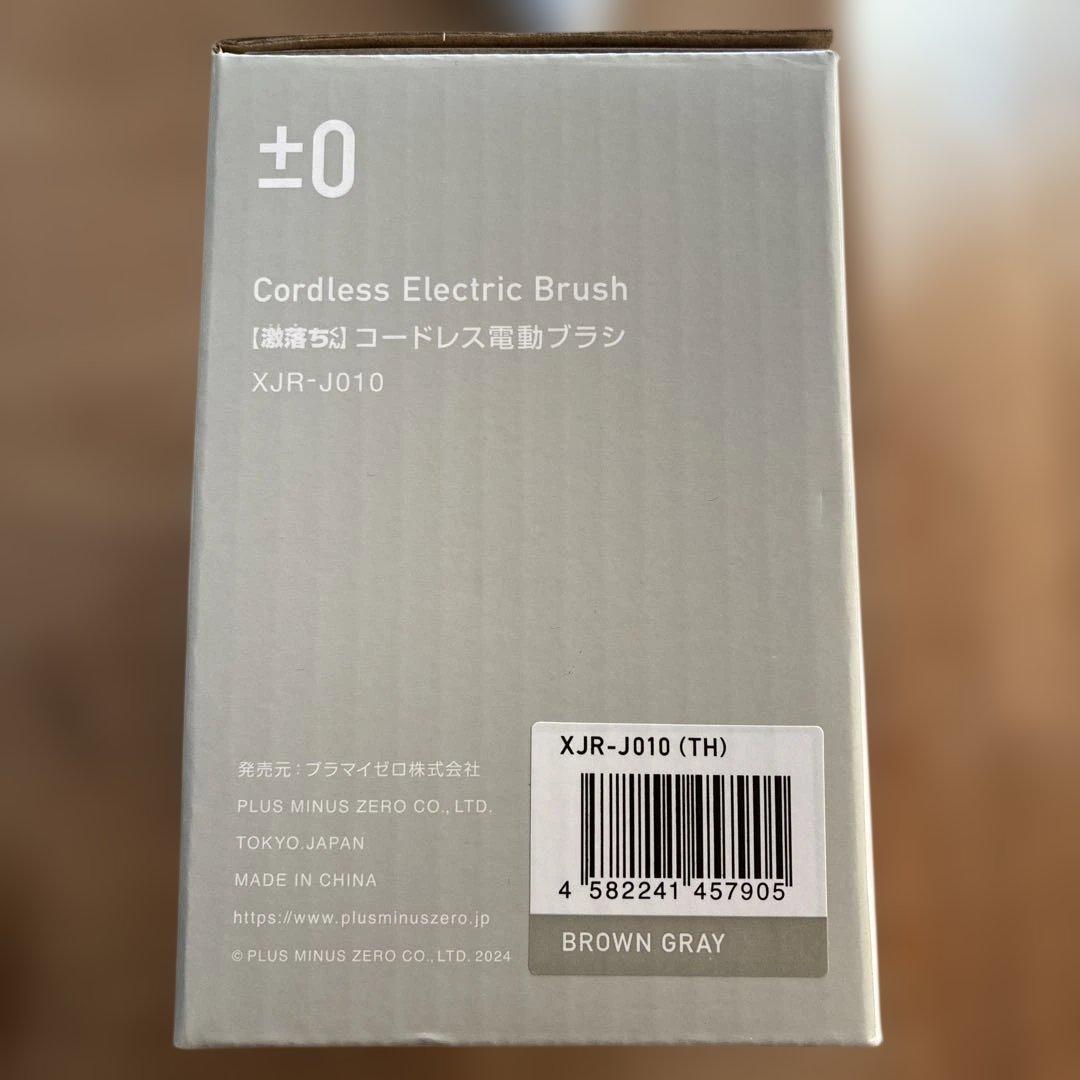 ±0
Cordless Electric Brush
【激落ちくん】コードレス電動ブラシ
XJR-J010
発売元：プラマイゼロ株式会社
PLUS MINUS ZERO CO., LTD.
TOKYO.JAPAN
MADE IN CHINA
https://www.plusminuszero.jp
© PLUS MINUS ZERO CO., LTD. 2024
XJR-J010 (TH)
4 582241 457905
BROWN GRAY